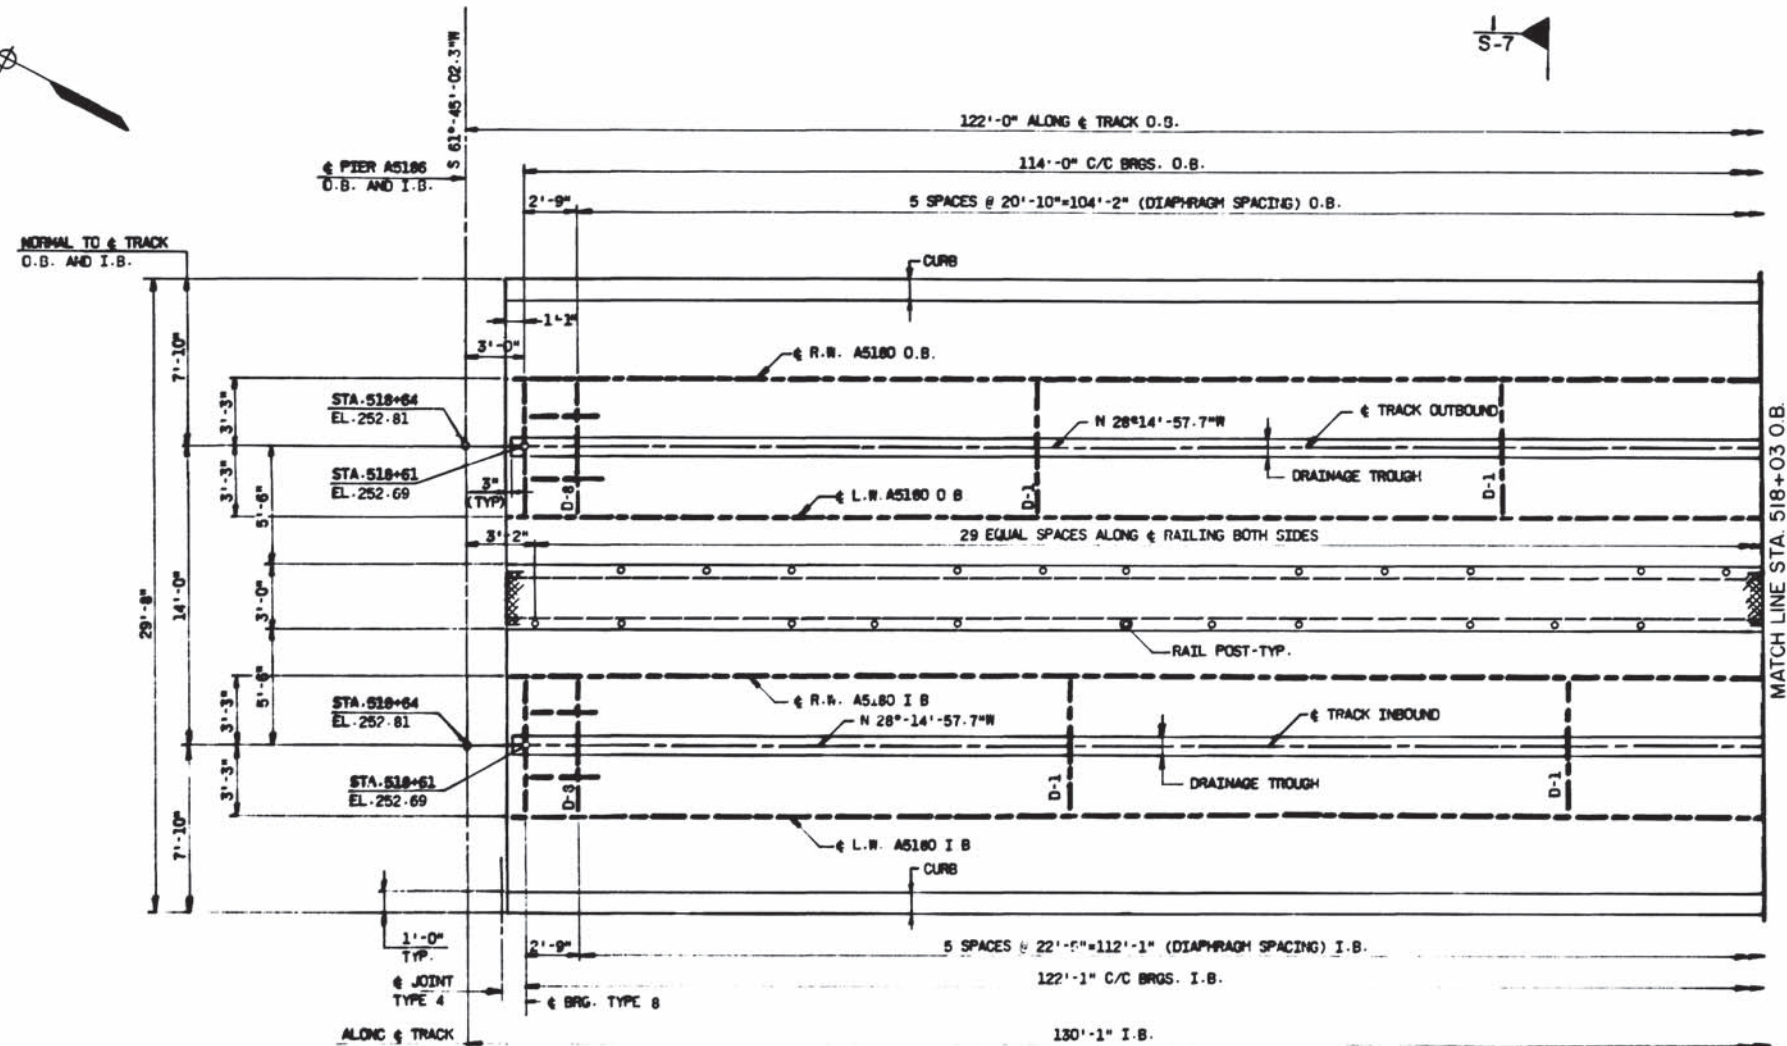 S-7
S 61°-45'-02.3"W
122'-0" ALONG ℄ TRACK O.B.
℄ PIER A5186
O.B. AND I.B.
114'-0" C/C BRGS. O.B.
2'-9"
5 SPACES @ 20'-10"=104'-2" (DIAPHRAGM SPACING) O.B.
NORMAL TO ℄ TRACK
O.B. AND I.B.
CURB
1'-1"
3'-0"
7'-10"
℄ R.W. A5180 O.B.
3'-3"
STA.518+64
EL.252.81
℄ TRACK OUTBOUND
N 28°14'-57.7"W
STA.518+61
EL.252.69
3"
(TYP)
3'-3"
5'-6"
D-8
D-1
D-1
DRAINAGE TROUGH
℄ L.W. A5180 O B
3'-2"
29 EQUAL SPACES ALONG ℄ RAILING BOTH SIDES
29'-8"
14'-0"
3'-0"
RAIL POST-TYP.
MATCH LINE STA. 518+03 O.B.
5'-6"
3'-3"
℄ R.W. A5180 I B
STA.518+64
EL.252.81
N 28°-14'-57.7"W
℄ TRACK INBOUND
STA.518+61
EL.252.69
3'-3"
D-8
D-1
D-1
DRAINAGE TROUGH
7'-10"
℄ L.W. A5180 I B
CURB
1'-0"
TYP.
2'-9"
5 SPACES @ 22'-5"=112'-1" (DIAPHRAGM SPACING) I.B.
℄ JOINT
TYPE 4
℄ BRG. TYPE 8
122'-1" C/C BRGS. I.B.
ALONG ℄ TRACK
130'-1" I.B.